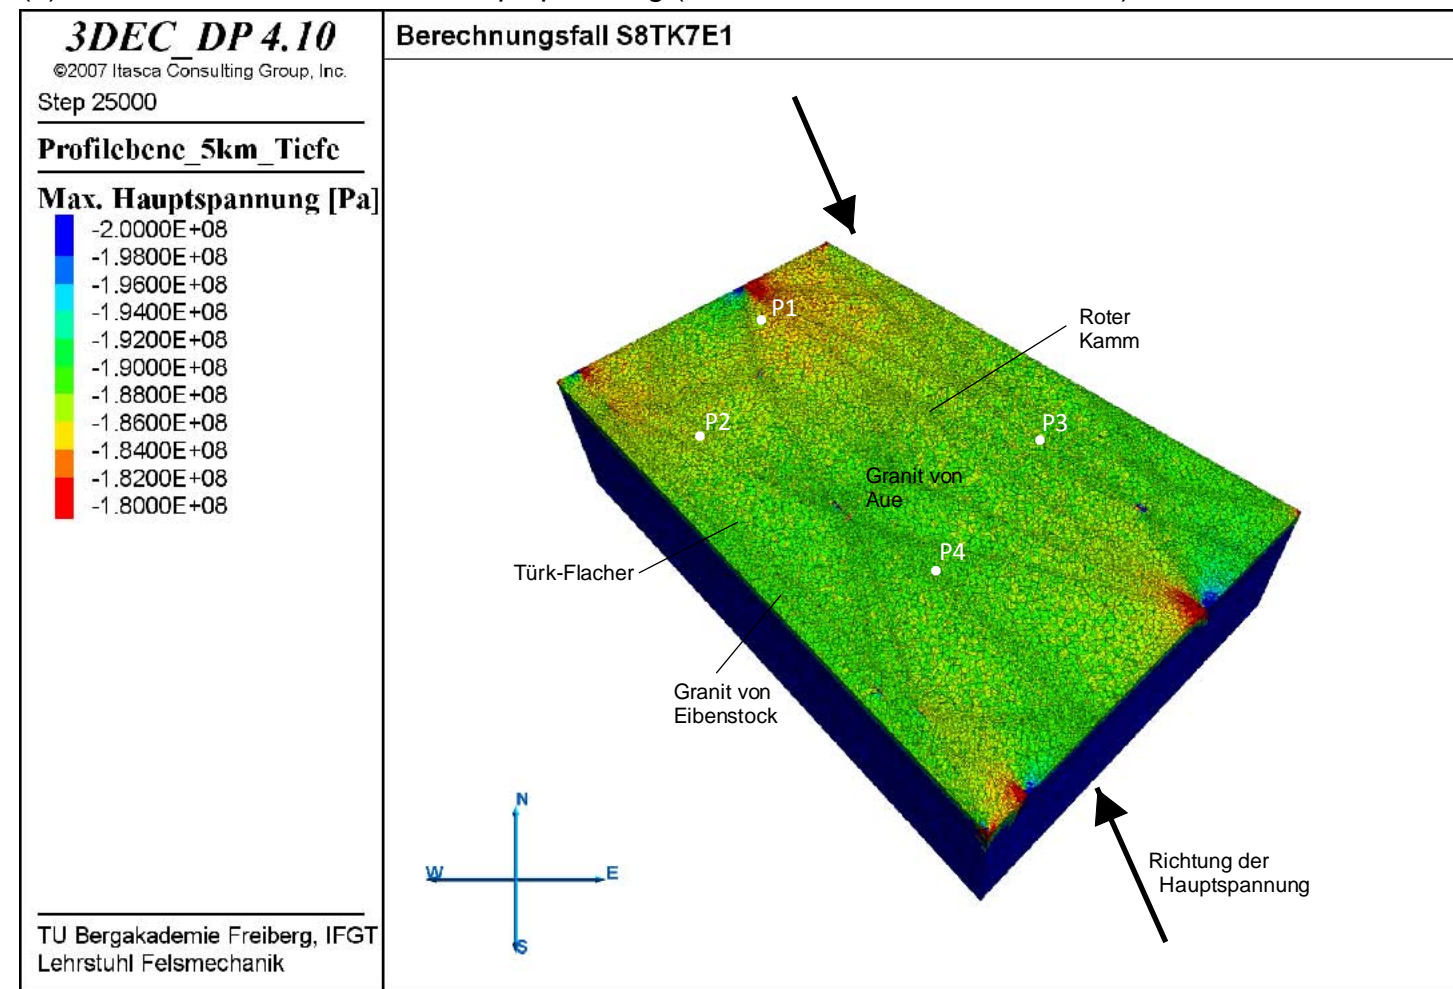 3DEC_DP 4.10
©2007 Itasca Consulting Group, Inc.
Step 25000
Profilebene_5km_Tiefe
Max. Hauptspannung [Pa]
-2.0000E+08
-1.9800E+08
-1.9600E+08
-1.9400E+08
-1.9200E+08
-1.9000E+08
-1.8800E+08
-1.8600E+08
-1.8400E+08
-1.8200E+08
-1.8000E+08
TU Bergakademie Freiberg, IFGT
Lehrstuhl Felsmechanik
Berechnungsfall S8TK7E1
P1
Roter
Kamm
P2
P3
Granit von
Aue
P4
Türk-Flacher
Granit von
Eibenstock
N
W
E
S
Richtung der
Hauptspannung